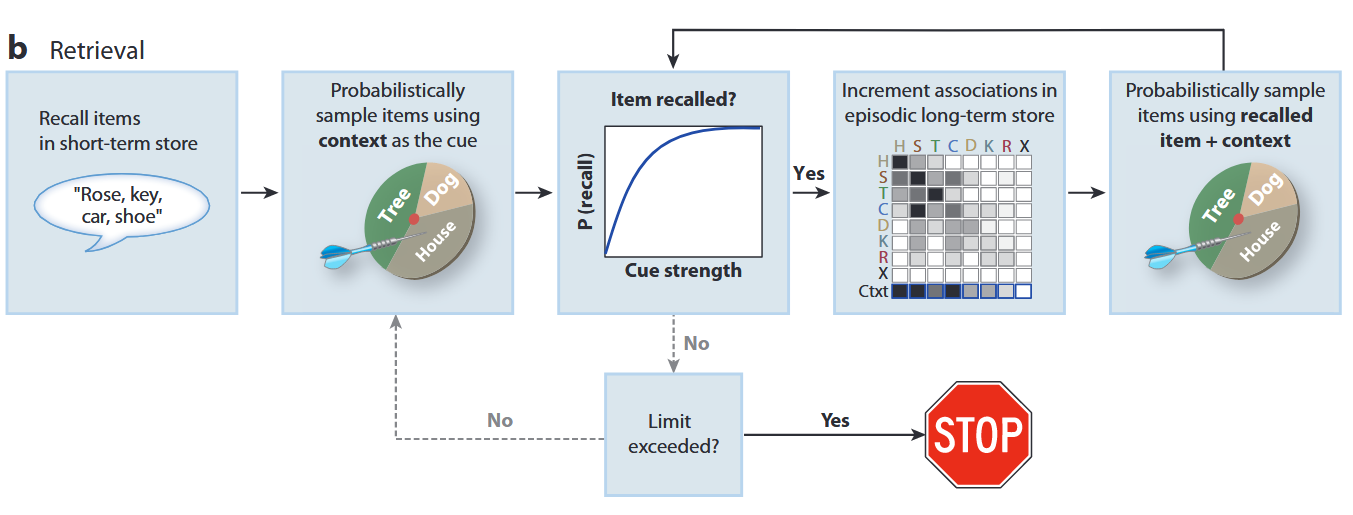 b Retrieval
Recall items
in short-term store
"Rose, key,
car, shoe"
Probabilistically
sample items using
context as the cue
Tree
Dog
House
Item recalled?
P (recall)
Cue strength
Yes
Increment associations in
episodic long-term store
H S T C D K R X
H
S
T
C
D
K
R
X
Ctxt
Probabilistically sample
items using recalled
item + context
Tree
Dog
House
No
No
Limit
exceeded?
Yes
STOP